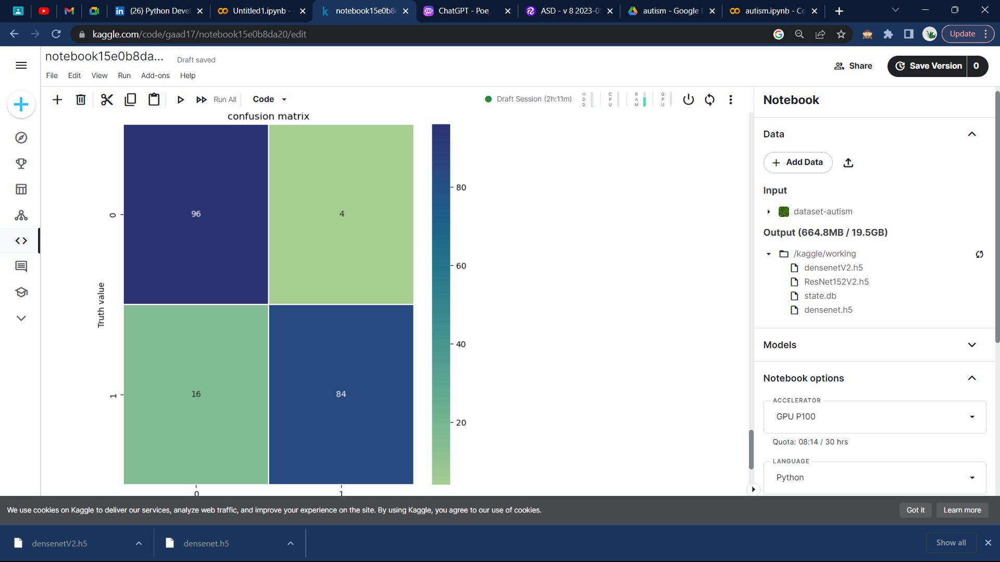 (26) Python Devel
Untitled1.ipynb -
notebook15e0b8
ChatGPT - Poe
ASD - v 8 2023-0
autism - Google
autism.ipynb - Co
kaggle.com/code/gaad17/notebook15e0b8da20/edit
Update
notebook15e0b8da...
Draft saved
File Edit View Run Add-ons Help
Share
Save Version 0
Run All
Code
Draft Session (2h:11m)
HDD
CPU
RAM
GPU
confusion matrix
96 4
16 84
0
1
Truth value
0 1
80
60
40
20
Notebook
Data
Add Data
Input
dataset-autism
Output (664.8MB / 19.5GB)
/kaggle/working
densenetV2.h5
ResNet152V2.h5
state.db
densenet.h5
Models
Notebook options
ACCELERATOR
GPU P100
Quota: 08:14 / 30 hrs
LANGUAGE
Python
We use cookies on Kaggle to deliver our services, analyze web traffic, and improve your experience on the site. By using Kaggle, you agree to our use of cookies.
Got it
Learn more
densenetV2.h5
densenet.h5
Show all